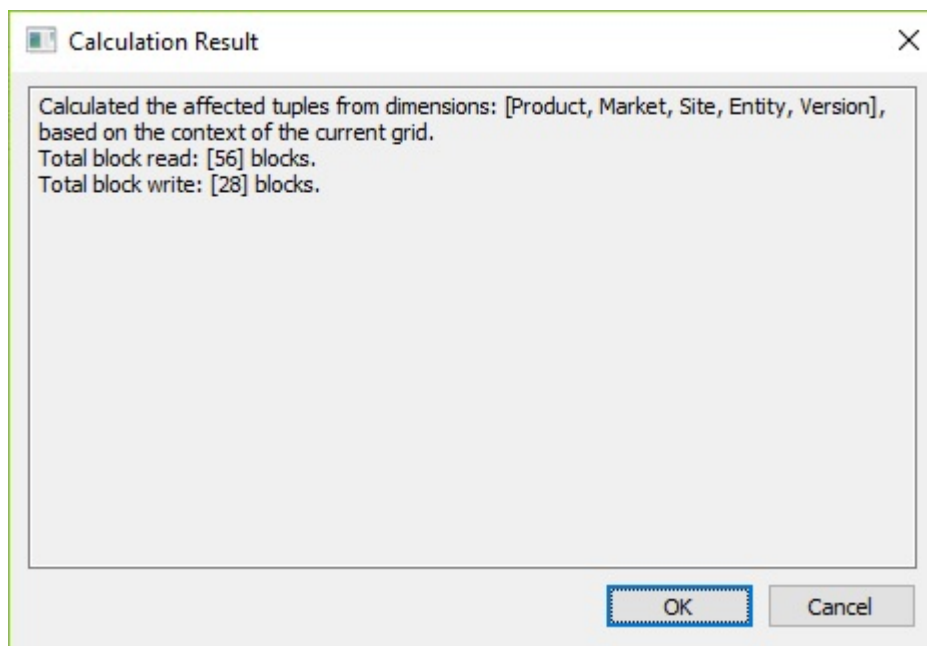 Calculation Result
Calculated the affected tuples from dimensions: [Product, Market, Site, Entity, Version],
based on the context of the current grid.
Total block read: [56] blocks.
Total block write: [28] blocks.
OK Cancel